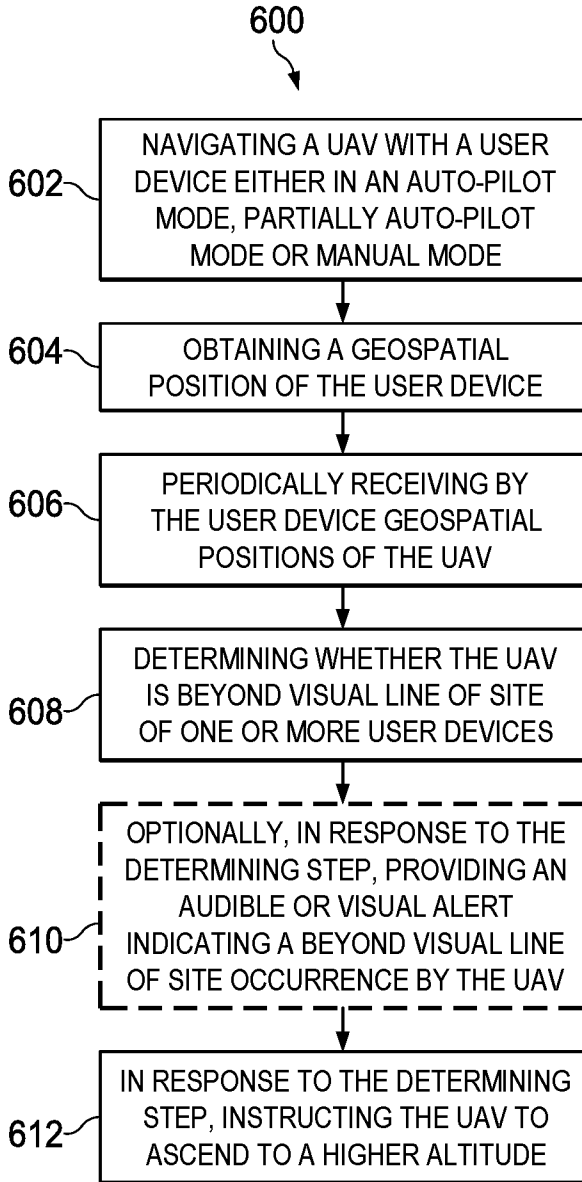 600
602
NAVIGATING A UAV WITH A USER
DEVICE EITHER IN AN AUTO-PILOT
MODE, PARTIALLY AUTO-PILOT
MODE OR MANUAL MODE
604
OBTAINING A GEOSPATIAL
POSITION OF THE USER DEVICE
606
PERIODICALLY RECEIVING BY
THE USER DEVICE GEOSPATIAL
POSITIONS OF THE UAV
608
DETERMINING WHETHER THE UAV
IS BEYOND VISUAL LINE OF SITE
OF ONE OR MORE USER DEVICES
610
OPTIONALLY, IN RESPONSE TO THE
DETERMINING STEP, PROVIDING AN
AUDIBLE OR VISUAL ALERT
INDICATING A BEYOND VISUAL LINE
OF SITE OCCURRENCE BY THE UAV
612
IN RESPONSE TO THE DETERMINING
STEP, INSTRUCTING THE UAV TO
ASCEND TO A HIGHER ALTITUDE